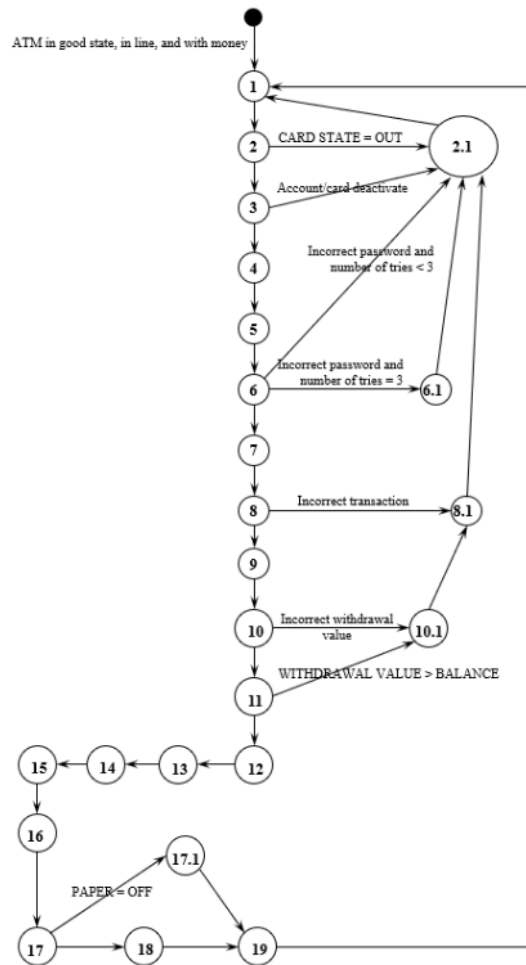 ATM in good state, in line, and with money
1
2
CARD STATE = OUT
2.1
3
Account/card deactivate
4
Incorrect password and
number of tries < 3
5
6
Incorrect password and
number of tries = 3
6.1
7
8
Incorrect transaction
8.1
9
10
Incorrect withdrawal
value
10.1
11
WITHDRAWAL VALUE > BALANCE
15
14
13
12
16
17.1
PAPER = OFF
17
18
19